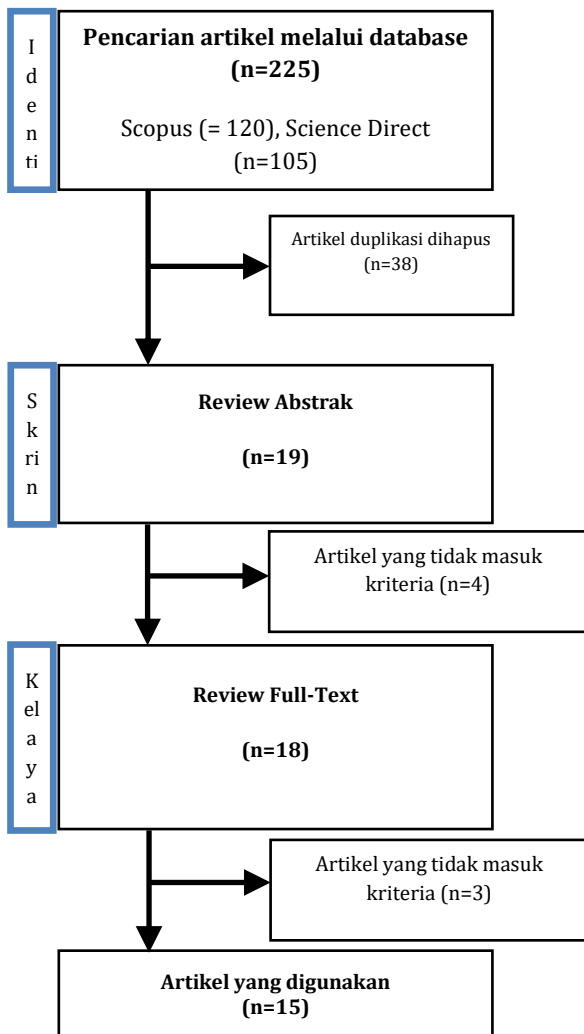 I
d
e
n
ti
Pencarian artikel melalui database
(n=225)
Scopus (= 120), Science Direct
(n=105)
Artikel duplikasi dihapus
(n=38)
S
k
ri
n
Review Abstrak
(n=19)
Artikel yang tidak masuk
kriteria (n=4)
K
el
a
y
a
Review Full-Text
(n=18)
Artikel yang tidak masuk
kriteria (n=3)
Artikel yang digunakan
(n=15)